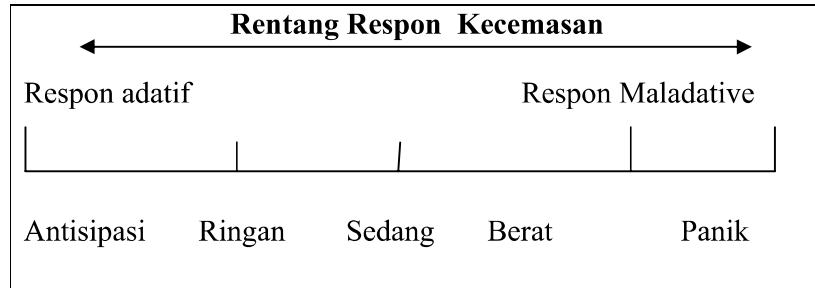 Rentang Respon Kecemasan
Respon adatif Respon Maladative
Antisipasi Ringan Sedang Berat Panik